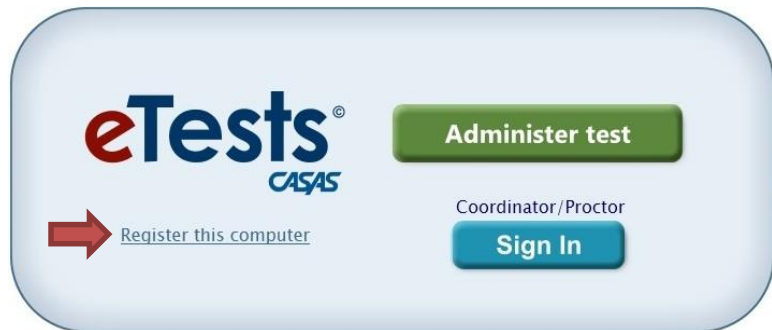 eTests©
CASAS
Register this computer
Administer test
Coordinator/Proctor
Sign In